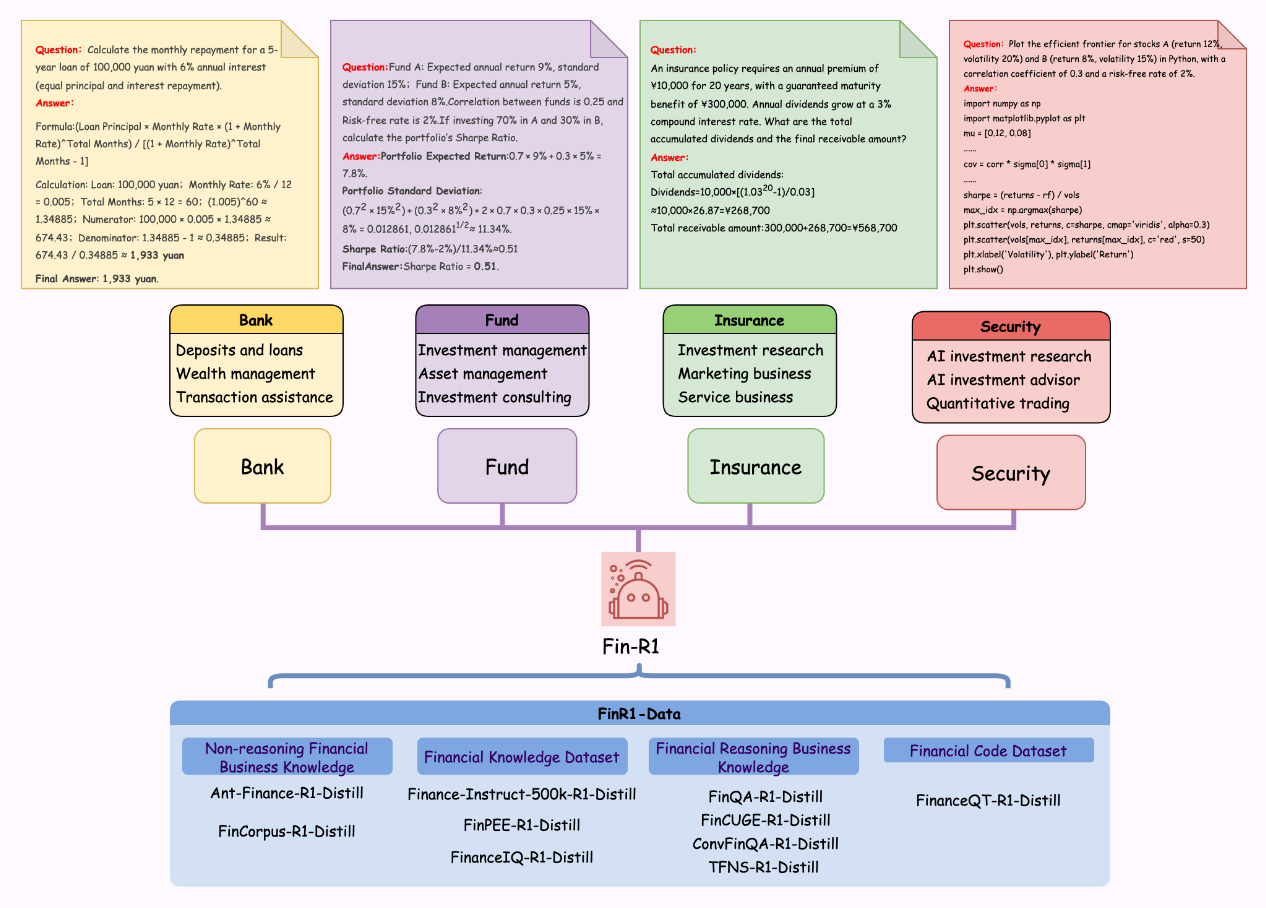 Question: Calculate the monthly repayment for a 5-
year loan of 100,000 yuan with 6% annual interest
(equal principal and interest repayment).
Answer:
Formula:(Loan Principal × Monthly Rate × (1 + Monthly
Rate)^Total Months) / [(1 + Monthly Rate)^Total
Months - 1]
Calculation: Loan: 100,000 yuan; Monthly Rate: 6% / 12
= 0.005; Total Months: 5 × 12 = 60; (1.005)^60 ≈
1.34885; Numerator: 100,000 × 0.005 × 1.34885 ≈
674.43; Denominator: 1.34885 - 1 ≈ 0.34885; Result:
674.43 / 0.34885 ≈ 1,933 yuan
Final Answer: 1,933 yuan.
Question:Fund A: Expected annual return 9%, standard
deviation 15%; Fund B: Expected annual return 5%,
standard deviation 8%.Correlation between funds is 0.25 and
Risk-free rate is 2%.If investing 70% in A and 30% in B,
calculate the portfolio's Sharpe Ratio.
Answer:Portfolio Expected Return:0.7 × 9% + 0.3 × 5% =
7.8%.
Portfolio Standard Deviation:
(0.7² × 15%²) + (0.3² × 8%²) + 2 × 0.7 × 0.3 × 0.25 × 15% ×
8% = 0.012861, 0.012861^1/2 ≈ 11.34%.
Sharpe Ratio:(7.8%-2%)/11.34%≈0.51
FinalAnswer:Sharpe Ratio = 0.51.
Question:
An insurance policy requires an annual premium of
¥10,000 for 20 years, with a guaranteed maturity
benefit of ¥300,000. Annual dividends grow at a 3%
compound interest rate. What are the total
accumulated dividends and the final receivable amount?
Answer:
Total accumulated dividends:
Dividends=10,000×[(1.03²⁰-1)/0.03]
≈10,000×26.87=¥268,700
Total receivable amount:300,000+268,700=¥568,700
Question: Plot the efficient frontier for stocks A (return 12%,
volatility 20%) and B (return 8%, volatility 15%) in Python, with a
correlation coefficient of 0.3 and a risk-free rate of 2%.
Answer:
import numpy as np
import matplotlib.pyplot as plt
mu = [0.12, 0.08]
......
cov = corr * sigma[0] * sigma[1]
......
sharpe = (returns - rf) / vols
max_idx = np.argmax(sharpe)
plt.scatter(vols, returns, c=sharpe, cmap='viridis', alpha=0.3)
plt.scatter(vols[max_idx], returns[max_idx], c='red', s=50)
plt.xlabel('Volatility'), plt.ylabel('Return')
plt.show()
Bank
Deposits and loans
Wealth management
Transaction assistance
Fund
Investment management
Asset management
Investment consulting
Insurance
Investment research
Marketing business
Service business
Security
AI investment research
AI investment advisor
Quantitative trading
Bank
Fund
Insurance
Security
Fin-R1
FinR1-Data
Non-reasoning Financial
Business Knowledge
Ant-Finance-R1-Distill
FinCorpus-R1-Distill
Financial Knowledge Dataset
Finance-Instruct-500k-R1-Distill
FinPEE-R1-Distill
FinanceIQ-R1-Distill
Financial Reasoning Business
Knowledge
FinQA-R1-Distill
FinCUGE-R1-Distill
ConvFinQA-R1-Distill
TFNS-R1-Distill
Financial Code Dataset
FinanceQT-R1-Distill